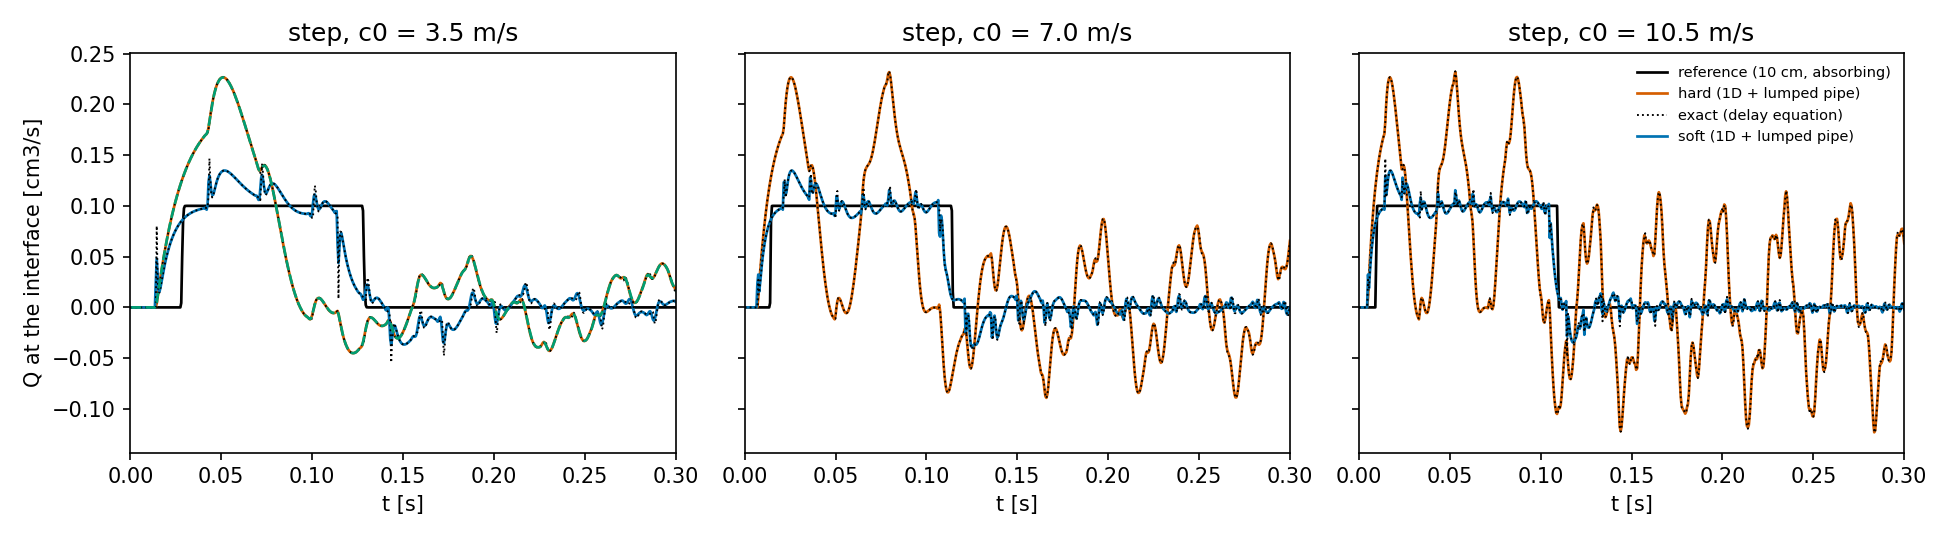 step, c0 = 3.5 m/s
step, c0 = 7.0 m/s
step, c0 = 10.5 m/s
Q at the interface [cm3/s]
0.25
0.20
0.15
0.10
0.05
0.00
−0.05
−0.10
reference (10 cm, absorbing)
hard (1D + lumped pipe)
exact (delay equation)
soft (1D + lumped pipe)
0.00 0.05 0.10 0.15 0.20 0.25 0.30
0.00 0.05 0.10 0.15 0.20 0.25 0.30
0.00 0.05 0.10 0.15 0.20 0.25 0.30
t [s]
t [s]
t [s]